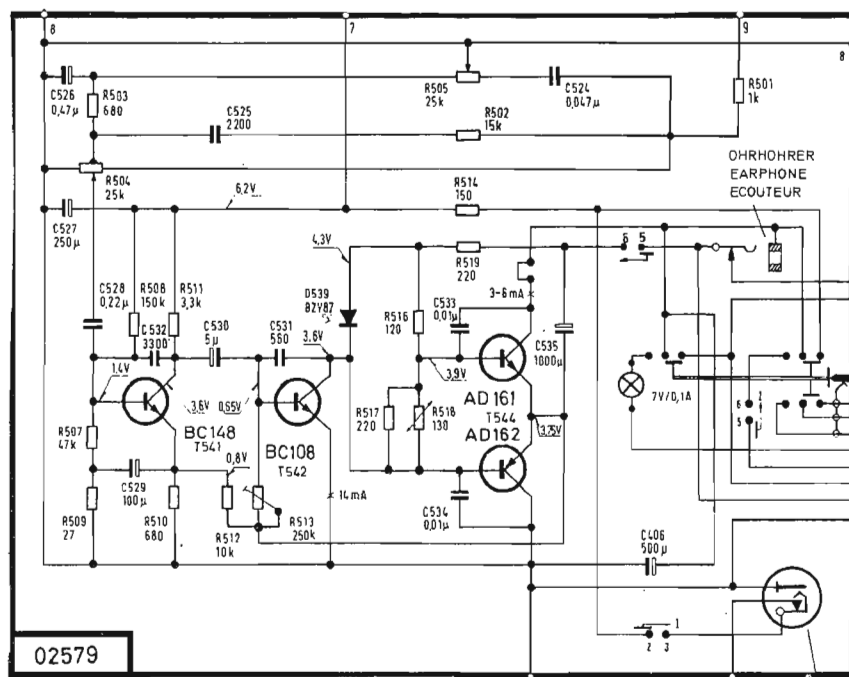 8
7
9
8
C526
0,47µ
R503
680
C525
2200
R505
25k
C524
0,047µ
R502
15k
R501
1k
R504
25k
OHRHOHRER
EARPHONE
ECOUTEUR
C527
250µ
6,2V
R514
150
4,3V
R519
220
6 5
C528
0,22µ
R508
150k
R511
3,3k
C532
3300
C530
5µ
C531
560
D539
BZY87
3.6V
R516
120
C533
0,01µ
3-6mA
C535
1000µ
1.4V
3.6V
0,65V
3.9V
AD161
T544
AD162
3.75V
7V/0,1A
BC148
T541
BC108
T542
R517
220
R518
130
R507
47k
C529
100µ
0,8V
14mA
C534
0,01µ
6
5
R509
27
R510
680
R512
10k
R513
250k
C406
500µ
1
2 3
02579